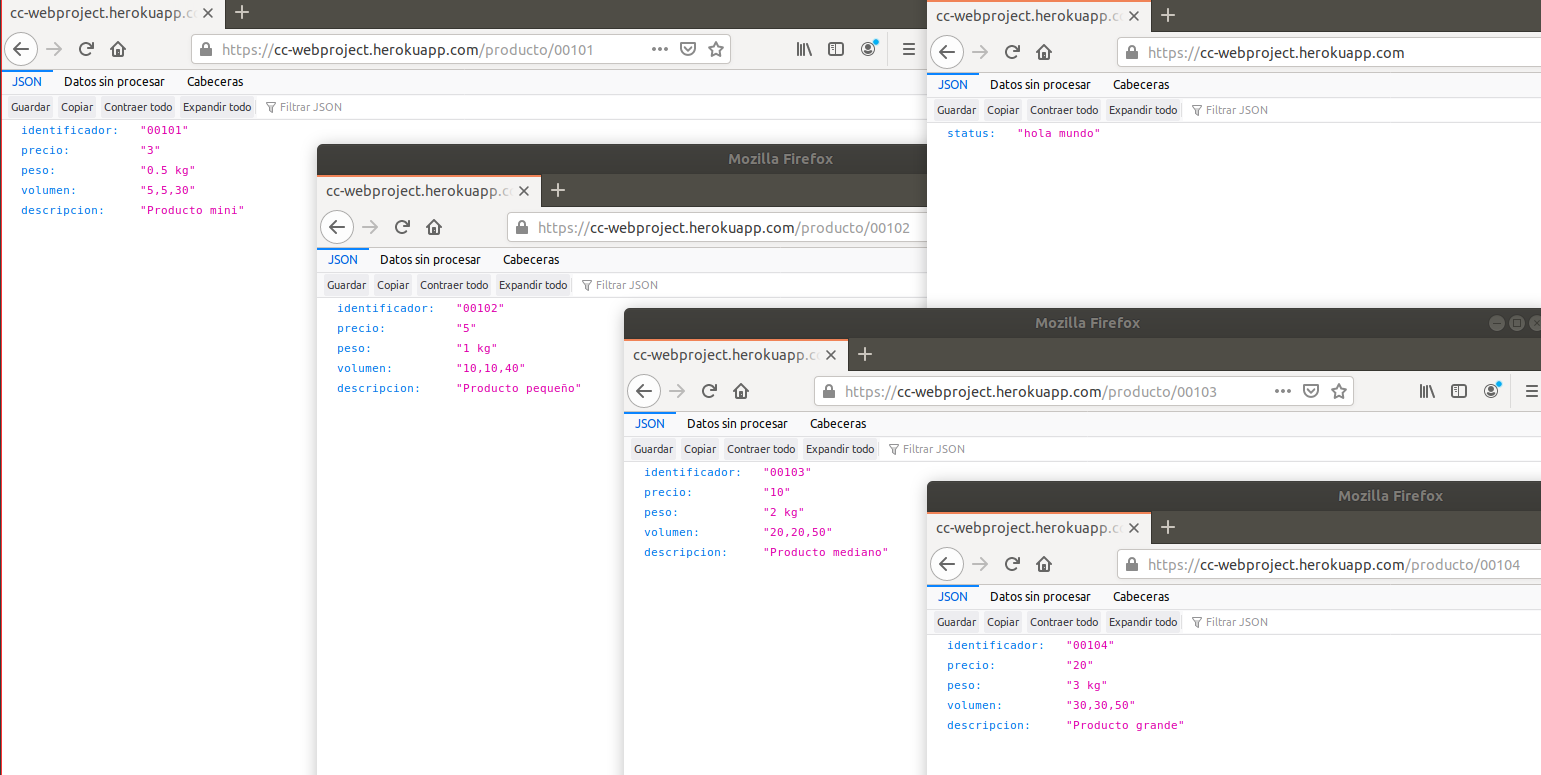 cc-webproject.herokuapp.c
https://cc-webproject.herokuapp.com/producto/00101
JSON Datos sin procesar Cabeceras
Guardar Copiar Contraer todo Expandir todo Filtrar JSON
identificador: "00101"
precio: "3"
peso: "0.5 kg"
volumen: "5,5,30"
descripcion: "Producto mini"
cc-webproject.herokuapp.c
https://cc-webproject.herokuapp.com
JSON Datos sin procesar Cabeceras
Guardar Copiar Contraer todo Expandir todo Filtrar JSON
status: "hola mundo"
Mozilla Firefox
cc-webproject.herokuapp.c
https://cc-webproject.herokuapp.com/producto/00102
JSON Datos sin procesar Cabeceras
Guardar Copiar Contraer todo Expandir todo Filtrar JSON
identificador: "00102"
precio: "5"
peso: "1 kg"
volumen: "10,10,40"
descripcion: "Producto pequeño"
Mozilla Firefox
cc-webproject.herokuapp.c
https://cc-webproject.herokuapp.com/producto/00103
JSON Datos sin procesar Cabeceras
Guardar Copiar Contraer todo Expandir todo Filtrar JSON
identificador: "00103"
precio: "10"
peso: "2 kg"
volumen: "20,20,50"
descripcion: "Producto mediano"
Mozilla Firefox
cc-webproject.herokuapp.c
https://cc-webproject.herokuapp.com/producto/00104
JSON Datos sin procesar Cabeceras
Guardar Copiar Contraer todo Expandir todo Filtrar JSON
identificador: "00104"
precio: "20"
peso: "3 kg"
volumen: "30,30,50"
descripcion: "Producto grande"